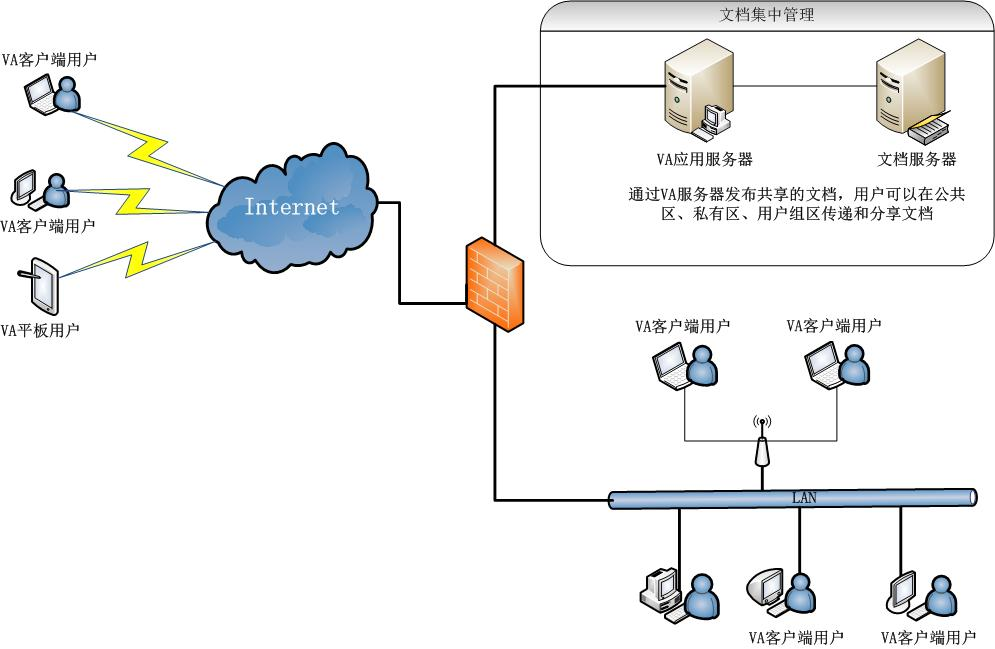 文档集中管理
VA客户端用户
VA应用服务器
文档服务器
通过VA服务器发布共享的文档，用户可以在公共
区、私有区、用户组区传递和分享文档
Internet
VA客户端用户
VA平板用户
VA客户端用户
VA客户端用户
LAN
VA客户端用户
VA客户端用户